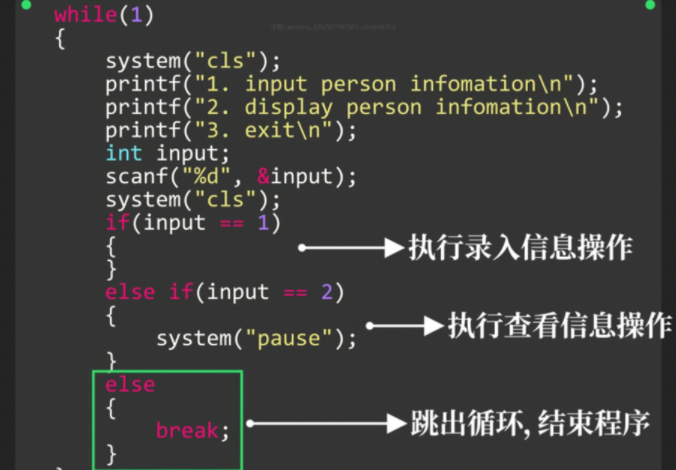 while(1)
{
system("cls");
printf("1. input person infomation\n");
printf("2. display person infomation\n");
printf("3. exit\n");
int input;
scanf("%d", &input);
system("cls");
if(input == 1)
{
执行录入信息操作
}
else if(input == 2)
{
system("pause");
执行查看信息操作
}
else
{
break;
跳出循环, 结束程序
}